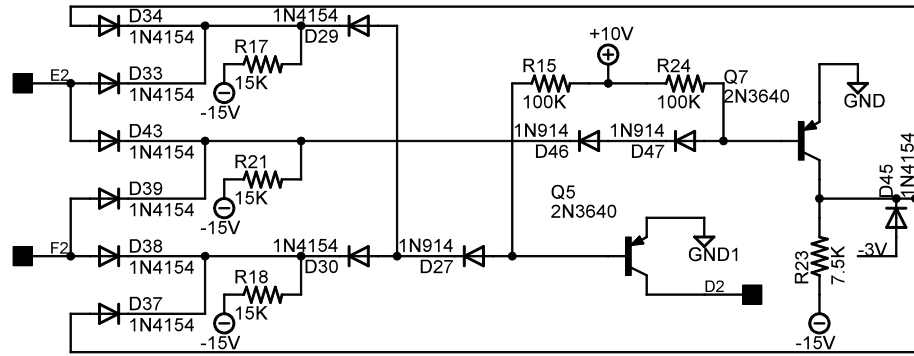 D34
1N4154
1N4154
D29
R17
15K
-15V
E2
D33
1N4154
+10V
R15
100K
R24
100K
Q7
2N3640
GND
D43
1N4154
1N914
D46
1N914
D47
D45
1N4154
R21
15K
-15V
D39
1N4154
Q5
2N3640
F2
D38
1N4154
1N4154
D30
1N914
D27
GND1
R23
7.5K
-3V
R18
15K
-15V
D2
D37
1N4154
-15V